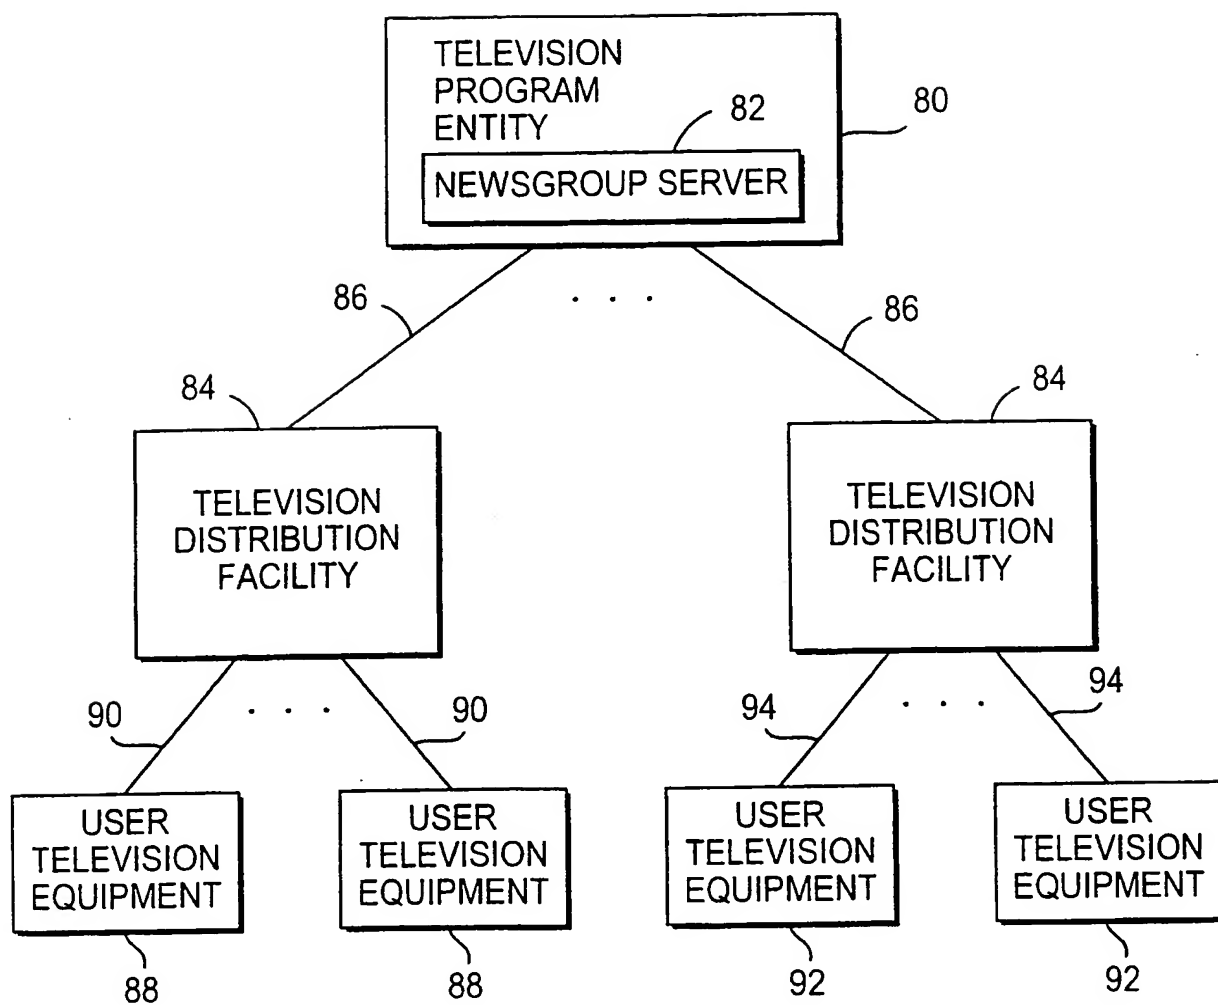 TELEVISION
PROGRAM
ENTITY
82
80
NEWSGROUP SERVER
86
. . .
86
84
84
TELEVISION
DISTRIBUTION
FACILITY
TELEVISION
DISTRIBUTION
FACILITY
90
. . .
90
94
. . .
94
USER
TELEVISION
EQUIPMENT
USER
TELEVISION
EQUIPMENT
USER
TELEVISION
EQUIPMENT
USER
TELEVISION
EQUIPMENT
88
88
92
92